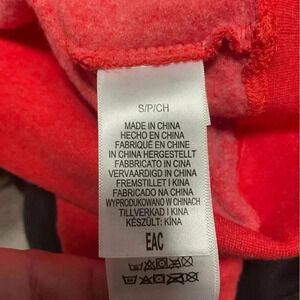 S/P/CH
MADE IN CHINA
HECHO EN CHINA
FABRIQUÉ EN CHINE
IN CHINA HERGESTELLT
FABBRICATO IN CINA
VERVAARDIGD IN CHINA
FREMSTILLET I KINA
FABRICADO NA CHINA
WYPRODUKOWANO W CHINACH
TILLVERKAD I KINA
KÉSZÜLT: KÍNA
EAC